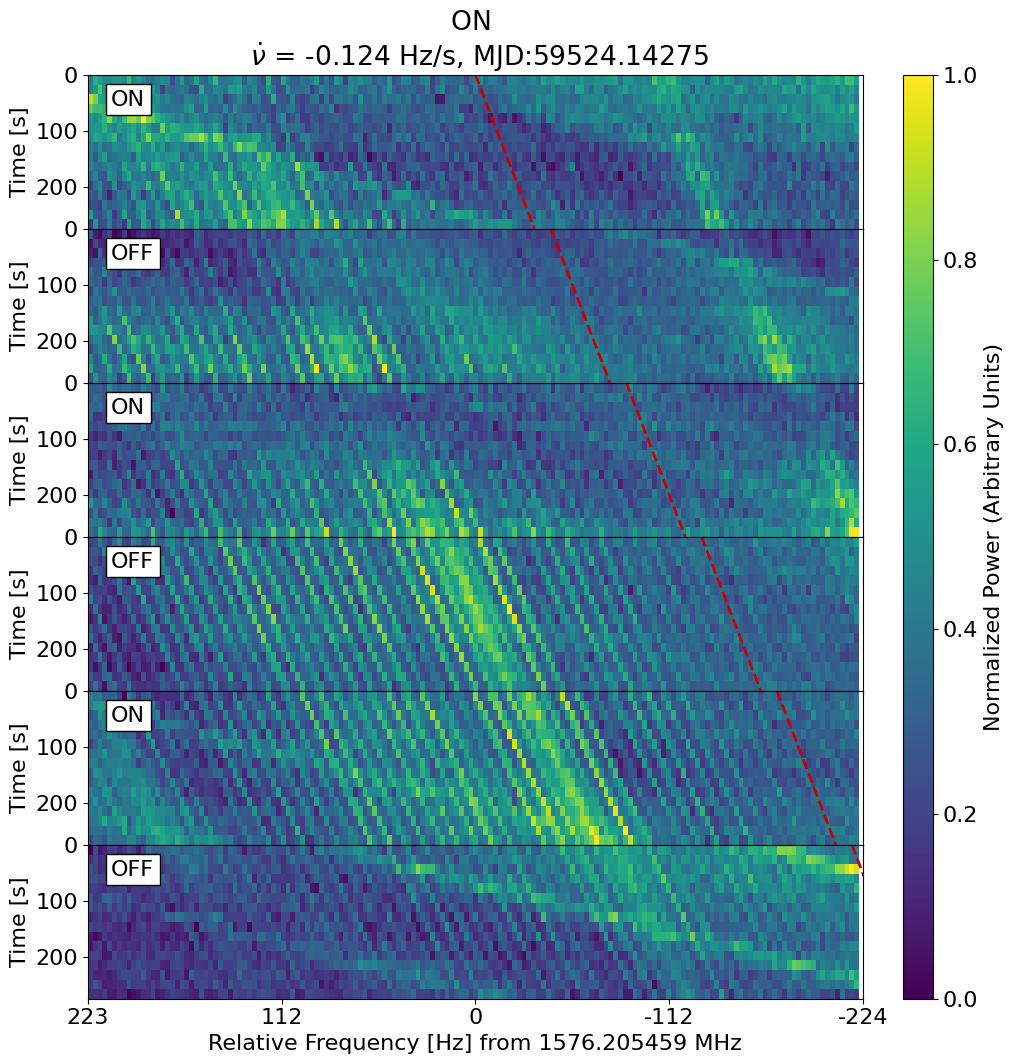 ON
ν̇ = -0.124 Hz/s, MJD:59524.14275
0
ON
100
Time [s]
200
0
OFF
100
Time [s]
200
0
ON
100
Time [s]
200
0
OFF
100
Time [s]
200
0
ON
100
Time [s]
200
0
OFF
100
Time [s]
200
223 112 0 -112 -224
Relative Frequency [Hz] from 1576.205459 MHz
1.0
0.8
0.6
0.4
0.2
0.0
Normalized Power (Arbitrary Units)